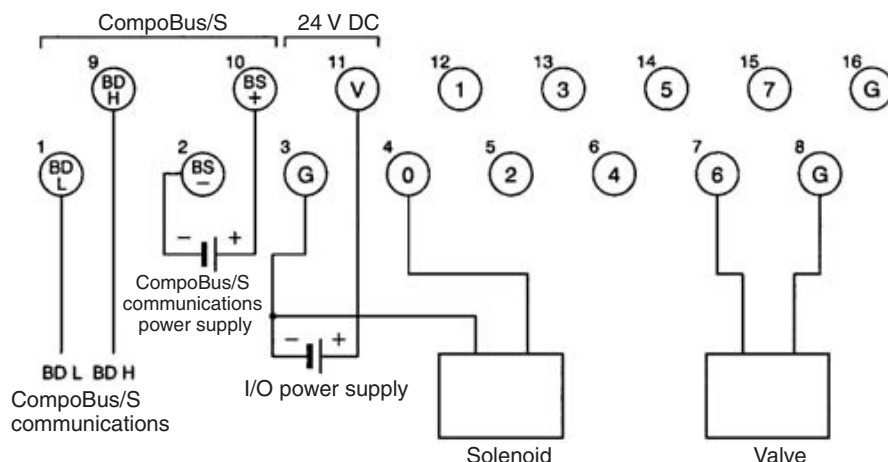 CompoBus/S 24 V DC
9 10 11 12 13 14 15 16
BD H BS + V 1 3 5 7 G
1 2 3 4 5 6 7 8
BD L BS − G 0 2 4 6 G
− +
CompoBus/S
communications
power supply
− +
BD L BD H
I/O power supply
CompoBus/S
communications
Solenoid Valve